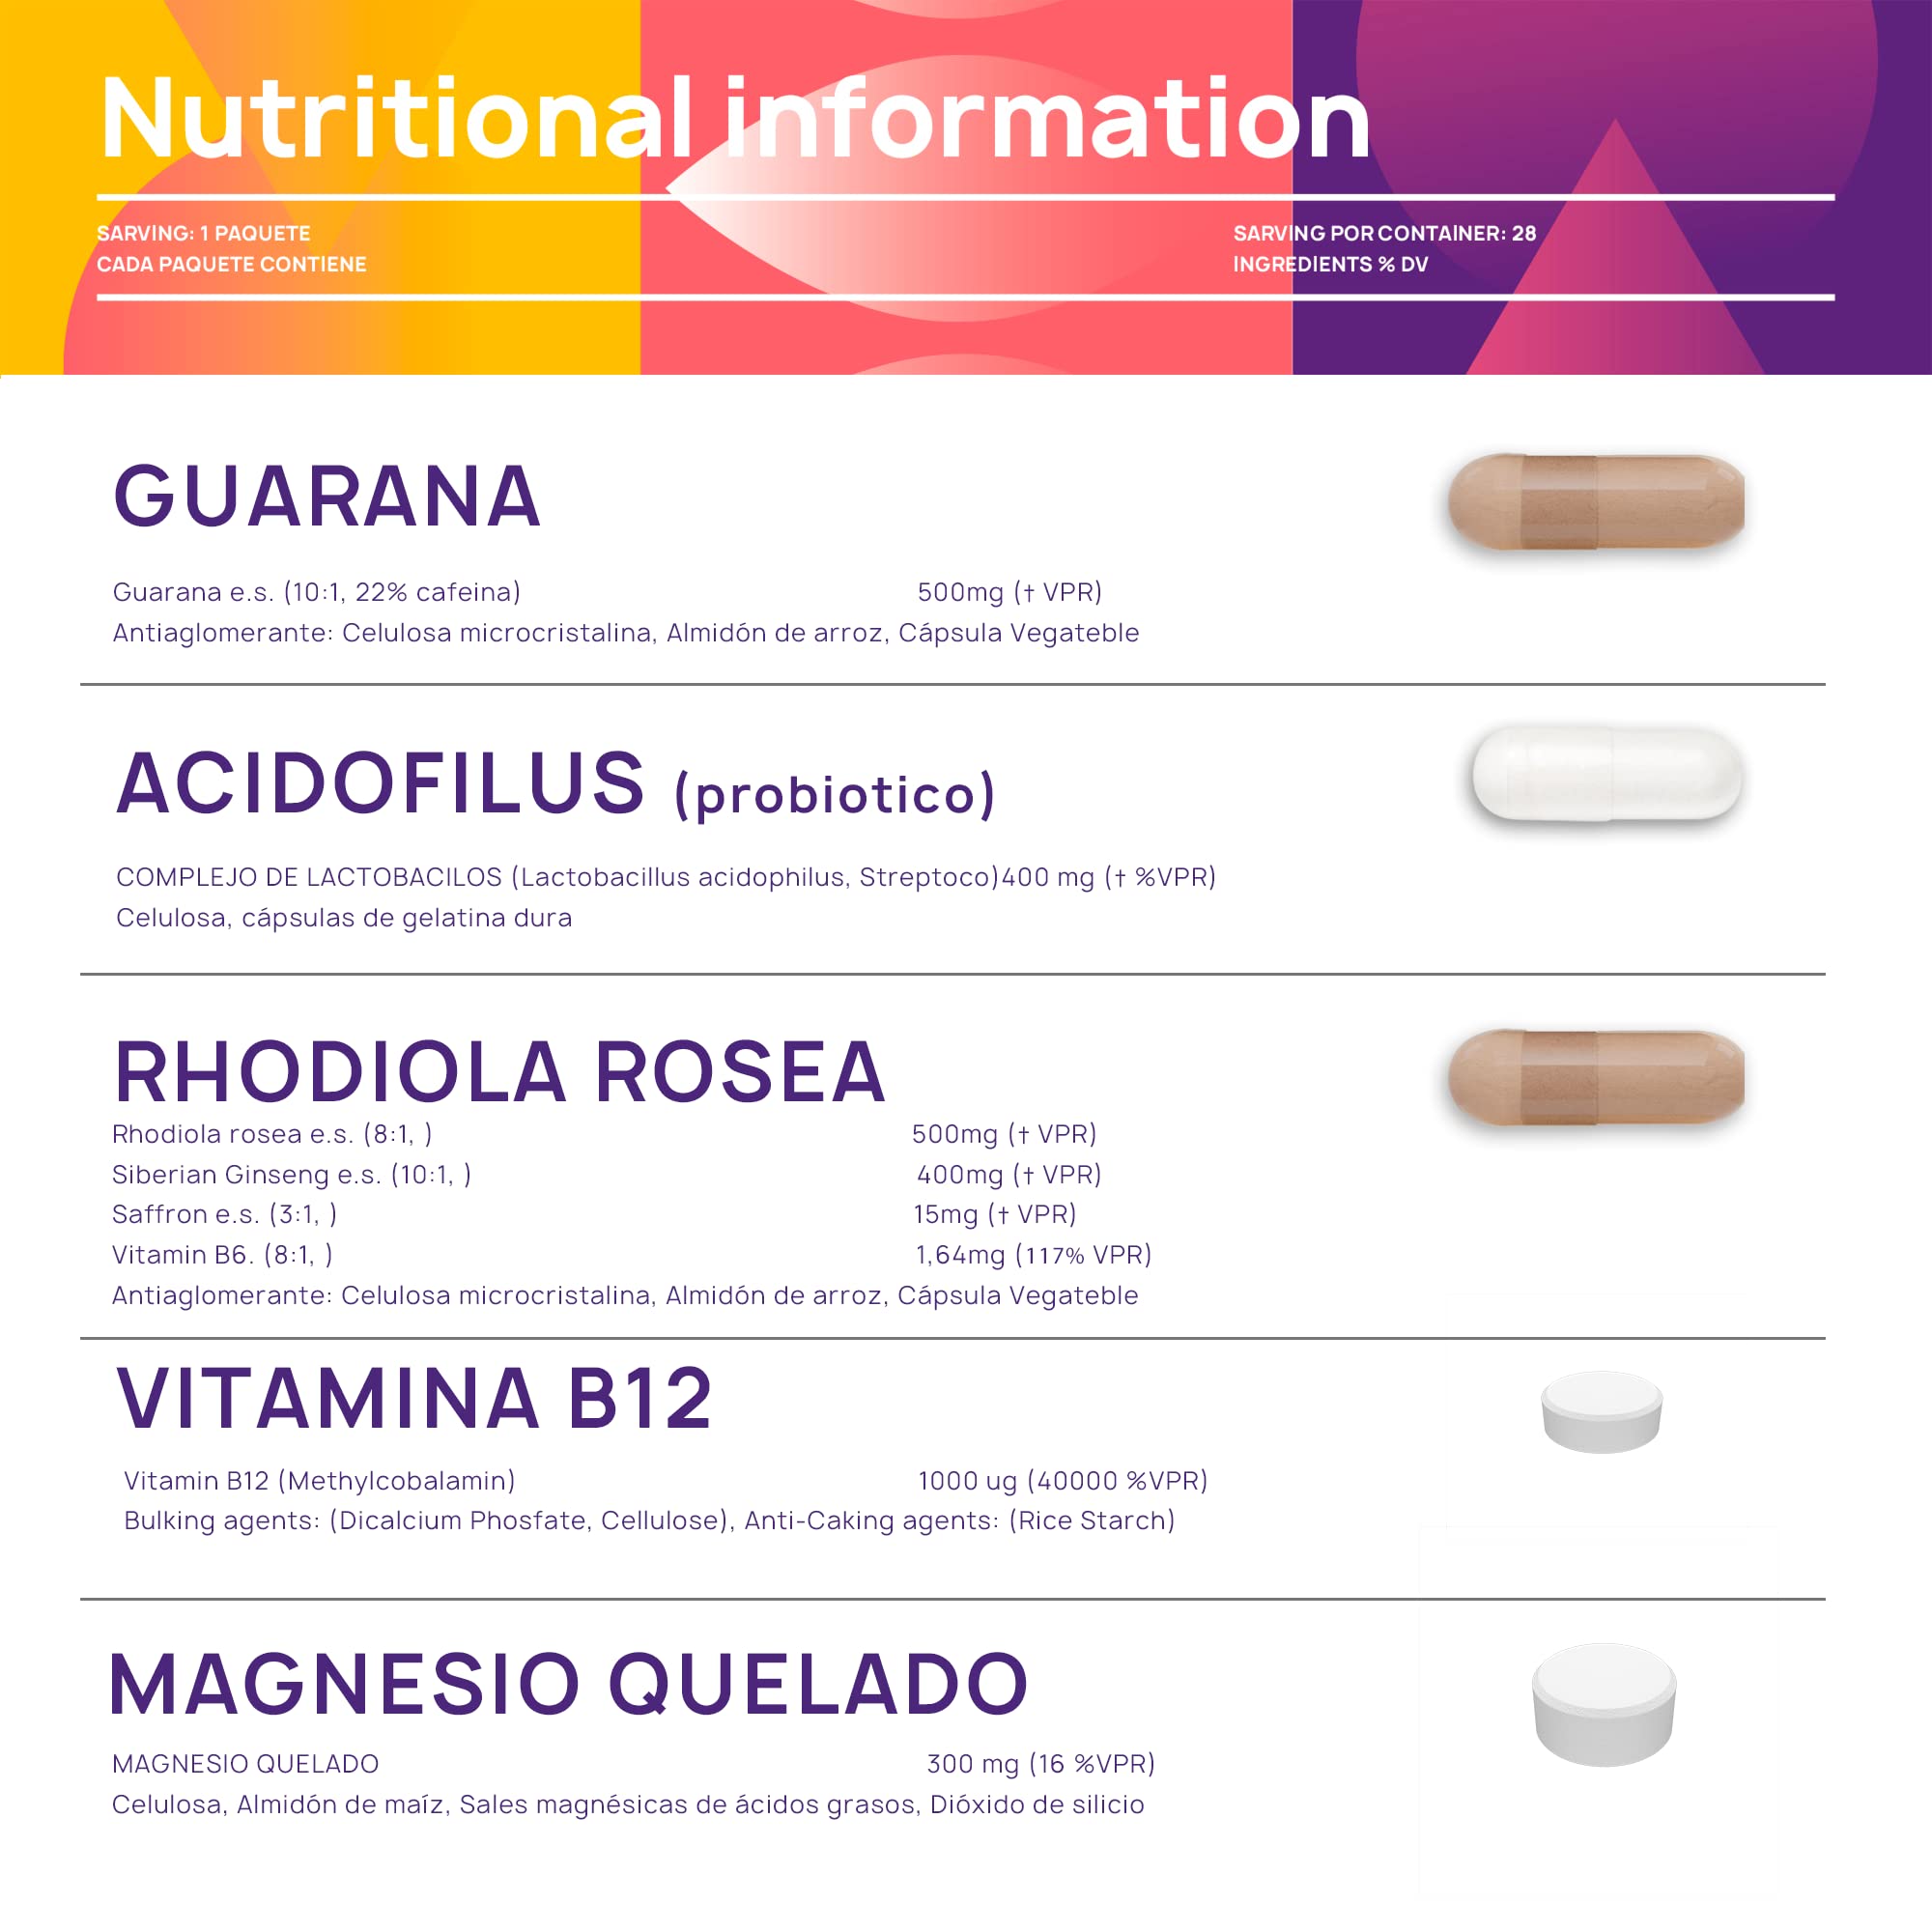 Nutritional information
SARVING: 1 PAQUETE
CADA PAQUETE CONTIENE
SARVING POR CONTAINER: 28
INGREDIENTS % DV
GUARANA
Guarana e.s. (10:1, 22% cafeina) 500mg († VPR)
Antiaglomerante: Celulosa microcristalina, Almidón de arroz, Cápsula Vegateble
ACIDOFILUS (probiotico)
COMPLEJO DE LACTOBACILOS (Lactobacillus acidophilus, Streptoco)400 mg († %VPR)
Celulosa, cápsulas de gelatina dura
RHODIOLA ROSEA
Rhodiola rosea e.s. (8:1, ) 500mg († VPR)
Siberian Ginseng e.s. (10:1, ) 400mg († VPR)
Saffron e.s. (3:1, ) 15mg († VPR)
Vitamin B6. (8:1, ) 1,64mg (117% VPR)
Antiaglomerante: Celulosa microcristalina, Almidón de arroz, Cápsula Vegateble
VITAMINA B12
Vitamin B12 (Methylcobalamin) 1000 ug (40000 %VPR)
Bulking agents: (Dicalcium Phosfate, Cellulose), Anti-Caking agents: (Rice Starch)
MAGNESIO QUELADO
MAGNESIO QUELADO 300 mg (16 %VPR)
Celulosa, Almidón de maíz, Sales magnésicas de ácidos grasos, Dióxido de silicio